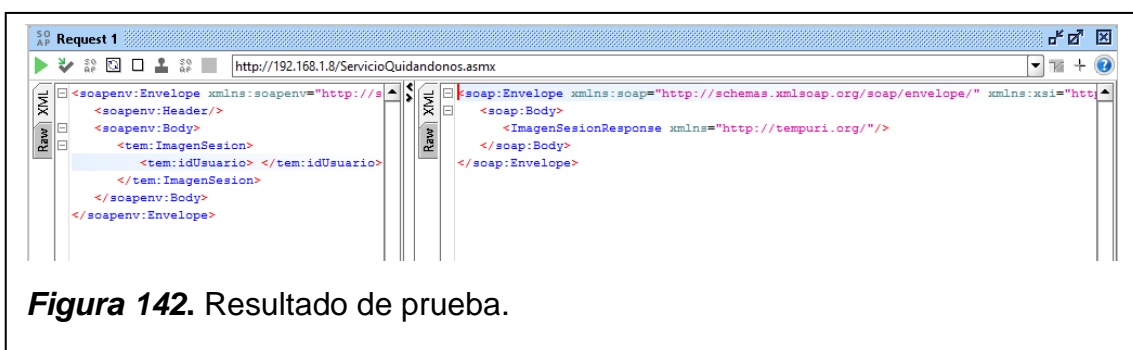 SO AP Request 1
http://192.168.1.8/ServicioQuidandonos.asmx
XML
Raw
<soapenv:Envelope xmlns:soapenv="http://s
<soapenv:Header/>
<soapenv:Body>
<tem:ImagenSesion>
<tem:idUsuario> </tem:idUsuario>
</tem:ImagenSesion>
</soapenv:Body>
</soapenv:Envelope>
XML
Raw
<soap:Envelope xmlns:soap="http://schemas.xmlsoap.org/soap/envelope/" xmlns:xsi="http
<soap:Body>
<ImagenSesionResponse xmlns="http://tempuri.org/"/>
</soap:Body>
</soap:Envelope>
Figura 142. Resultado de prueba.